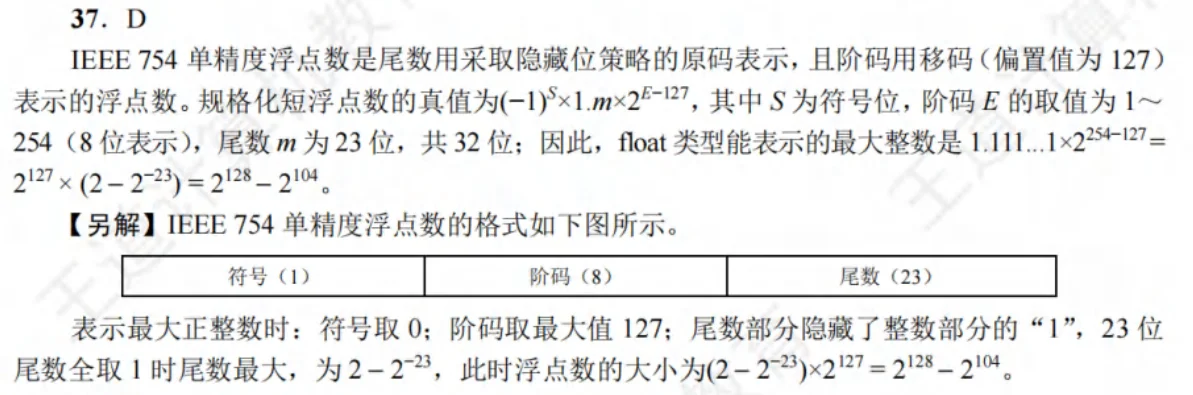 37. D
IEEE 754 单精度浮点数是尾数用采取隐藏位策略的原码表示,且阶码用移码(偏置值为 127)
表示的浮点数。规格化短浮点数的真值为(−1)^S×1.m×2^{E−127},其中 S 为符号位,阶码 E 的取值为 1~
254(8 位表示),尾数 m 为 23 位,共 32 位;因此,float 类型能表示的最大整数是 1.111...1×2^{254−127}=
2^{127} × (2 − 2^{−23}) = 2^{128} − 2^{104}。
【另解】IEEE 754 单精度浮点数的格式如下图所示。
符号(1) 阶码(8) 尾数(23)
表示最大正整数时:符号取 0;阶码取最大值 127;尾数部分隐藏了整数部分的“1”,23 位
尾数全取 1 时尾数最大,为 2 − 2^{−23},此时浮点数的大小为(2 − 2^{−23})×2^{127} = 2^{128} − 2^{104}。